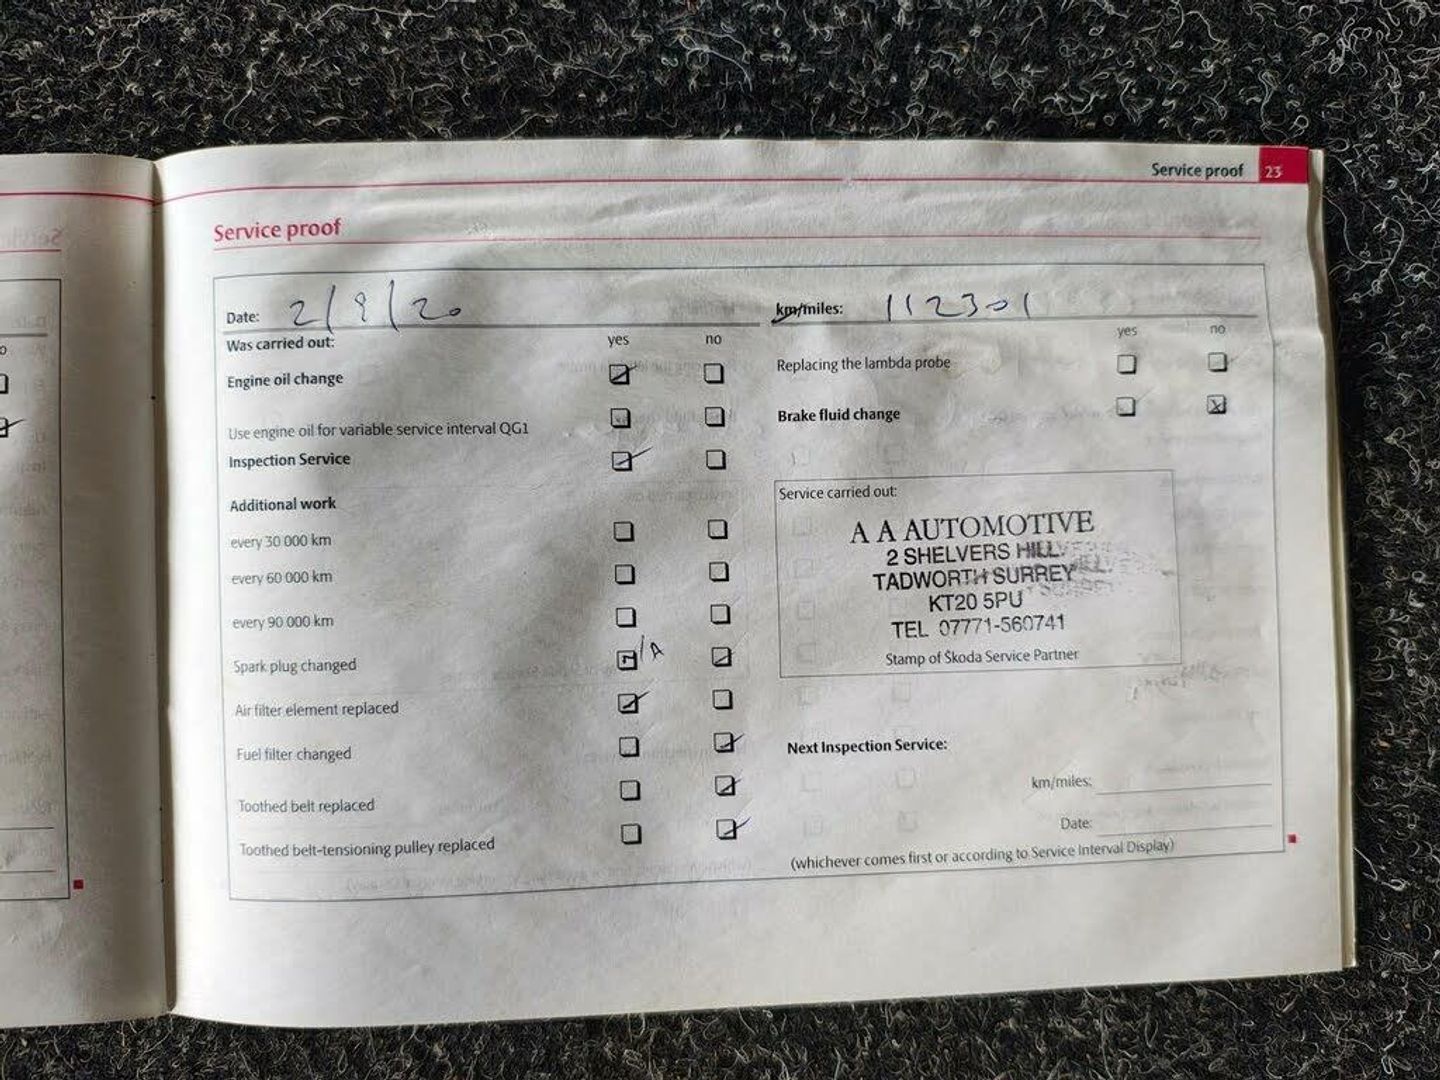 Service proof 23
Service proof
Date: 2/8/20
km/miles: 112301
Was carried out:
yes no
yes no
Engine oil change
Replacing the lambda probe
Use engine oil for variable service interval QG1
Brake fluid change
Inspection Service
Additional work
every 30 000 km
every 60 000 km
every 90 000 km
Spark plug changed N/A
Air filter element replaced
Fuel filter changed
Toothed belt replaced
Toothed belt-tensioning pulley replaced
Service carried out:
A A AUTOMOTIVE
2 SHELVERS HILL
TADWORTH SURREY
KT20 5PU
TEL 07771-560741
Stamp of Škoda Service Partner
Next Inspection Service:
km/miles:
Date:
(whichever comes first or according to Service Interval Display)